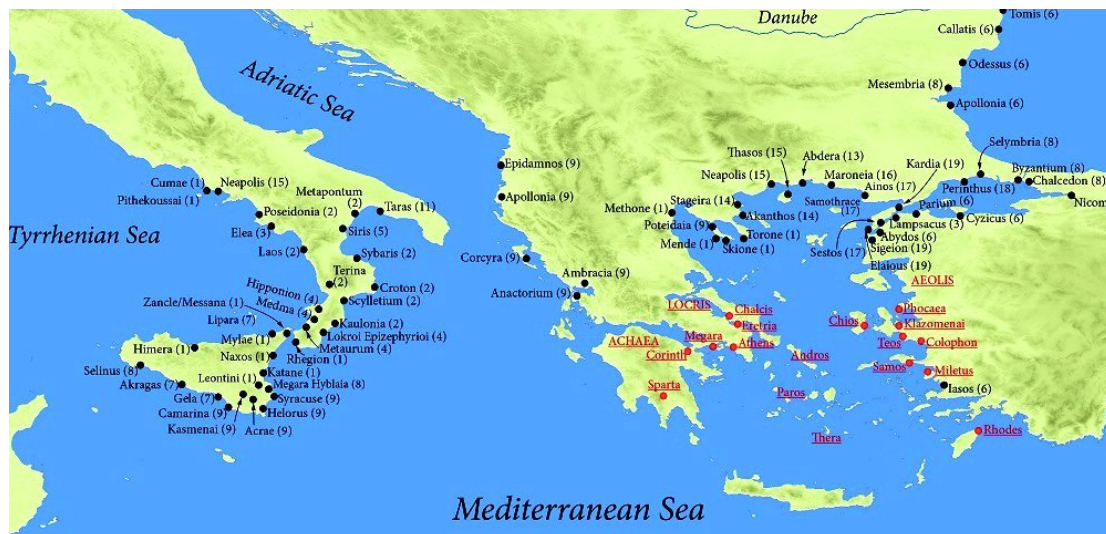 Danube
Tomis (6)
Callatis (6)
Odessus (6)
Mesembria (8)
Apollonia (6)
Adriatic Sea
Selymbria (8)
Kardia (19)
Thasos (15)
Abdera (13)
Byzantium (8)
Epidamnos (9)
Neapolis (15)
Maroneia (16)
Chalcedon (8)
Ainos (17)
Perinthus (18)
Cumae (1)
Neapolis (15)
Pithekoussai (1)
Metapontum
(2)
Apollonia (9)
Stageira (14)
Samothrace
(17)
Parium (6)
Nicom
Poseidonia (2)
Taras (11)
Methone (1)
Akanthos (14)
Lampsacus (3)
Cyzicus (6)
Tyrrhenian Sea
Elea (3)
Siris (5)
Poteidaia (9)
Torone (1)
Abydos (6)
Mende (1)
Skione (1)
Sestos (17)
Sigeion (19)
Laos (2)
Sybaris (2)
Corcyra (9)
Elaious (19)
Terina
(2)
Ambracia (9)
AEOLIS
Hipponion (4)
Croton (2)
Anactorium (9)
Zancle/Messana (1)
Medma (4)
Scylletium (2)
LOCRIS
Chalcis
Phocaea
Lipara (7)
Kaulonia (2)
Chios
Eretria
Klazomenai
Mylae (1)
Lokroi Epizephyrioi (4)
Megara
Teos
Himera (1)
Metaurum (4)
ACHAEA
Athens
Colophon
Naxos (1)
Rhegion (1)
Corinth
Andros
Selinus (8)
Katane (1)
Samos
Miletus
Akragas (7)
Leontini (1)
Megara Hyblaia (8)
Sparta
Paros
Iasos (6)
Gela (7)
Syracuse (9)
Camarina (9)
Helorus (9)
Kasmenai (9)
Acrae (9)
Thera
Rhodes
Mediterranean Sea